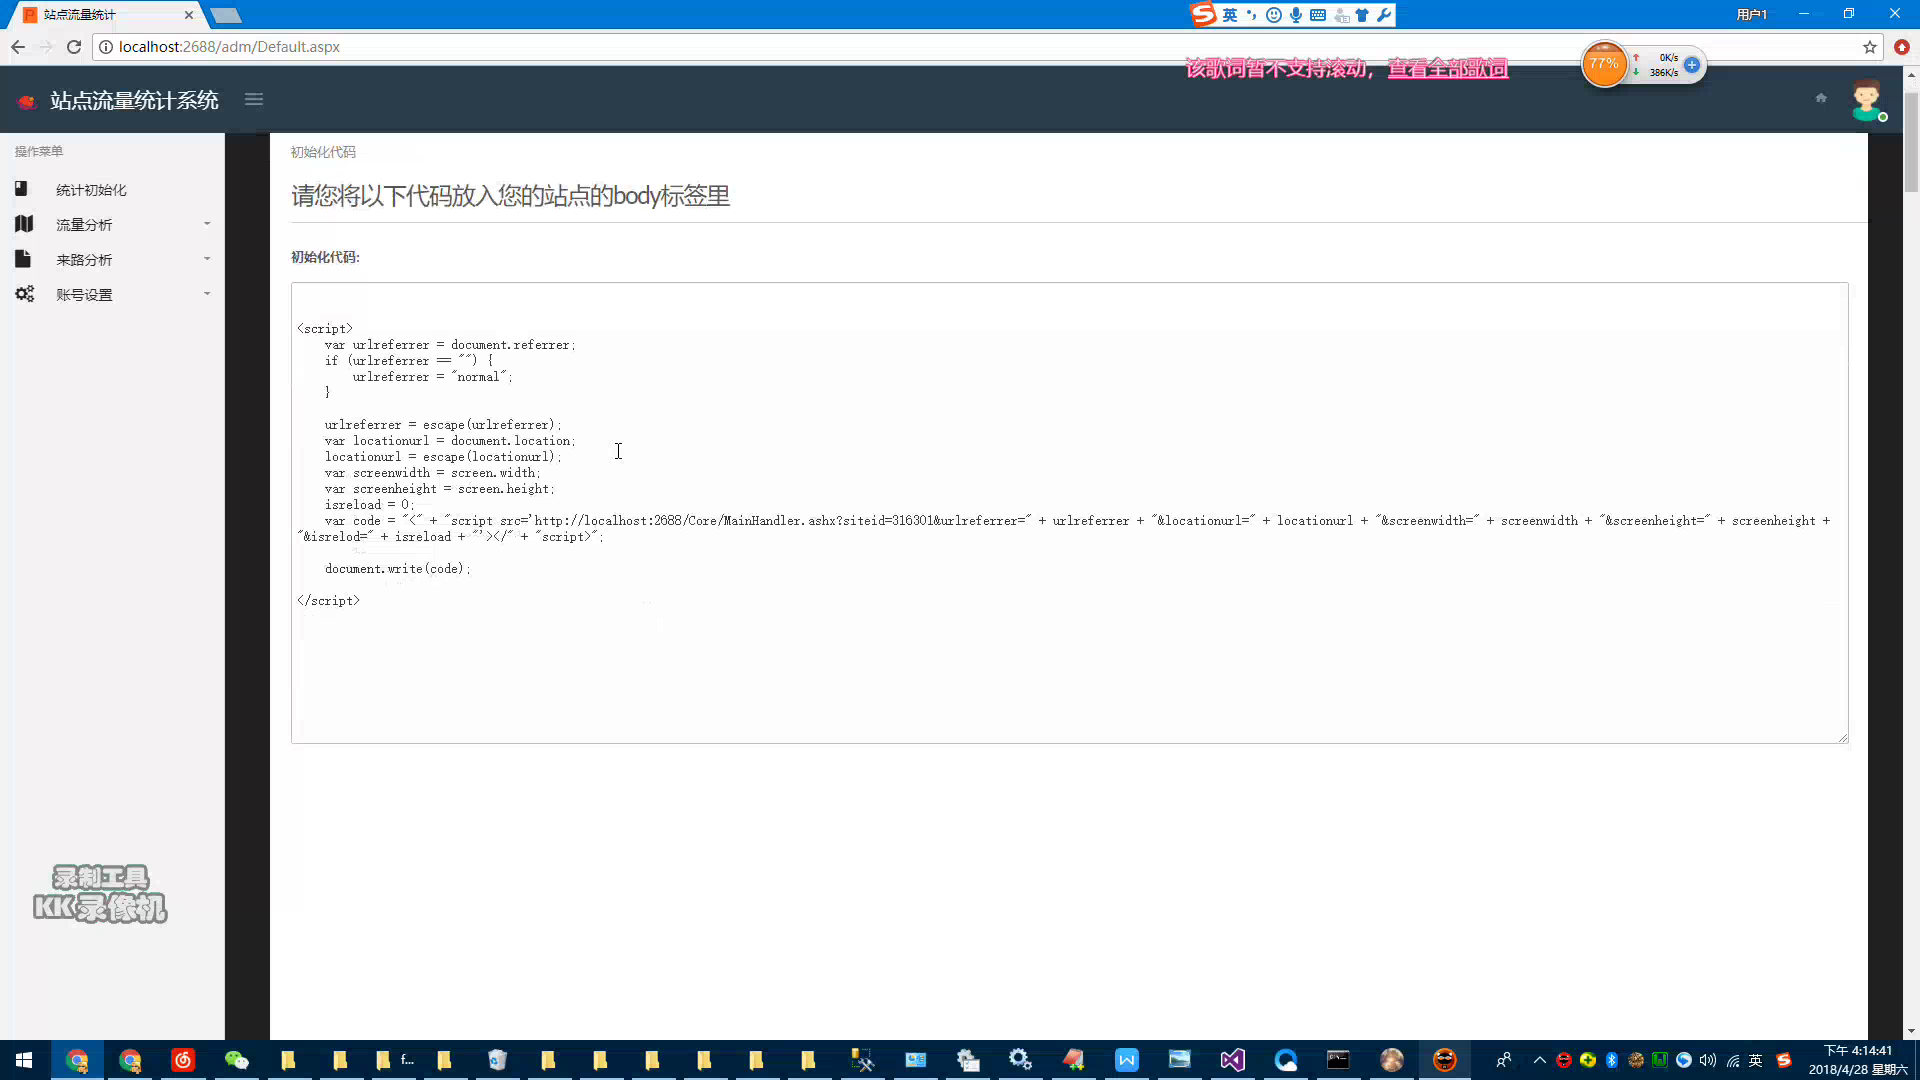 站点流量统计
英
用户1
localhost:2688/adm/Default.aspx
该歌词暂不支持滚动，查看全部歌词
77%
0K/s
386K/s
站点流量统计系统
操作菜单
统计初始化
流量分析
来路分析
账号设置
初始化代码
请您将以下代码放入您的站点的body标签里
初始化代码:
<script>
var urlreferrer = document.referrer;
if (urlreferrer == "") {
urlreferrer = "normal";
}
urlreferrer = escape(urlreferrer);
var locationurl = document.location;
locationurl = escape(locationurl);
var screenwidth = screen.width;
var screenheight = screen.height;
isreload = 0;
var code = "<" + "script src='http://localhost:2688/Core/MainHandler.ashx?siteid=316301&urlreferrer=" + urlreferrer + "&locationurl=" + locationurl + "&screenwidth=" + screenwidth + "&screenheight=" + screenheight +
"&isrelod=" + isreload + "'></" + "script>";
document.write(code);
</script>
录制工具
KK录像机
f...
英
下午 4:14:41
2018/4/28 星期六